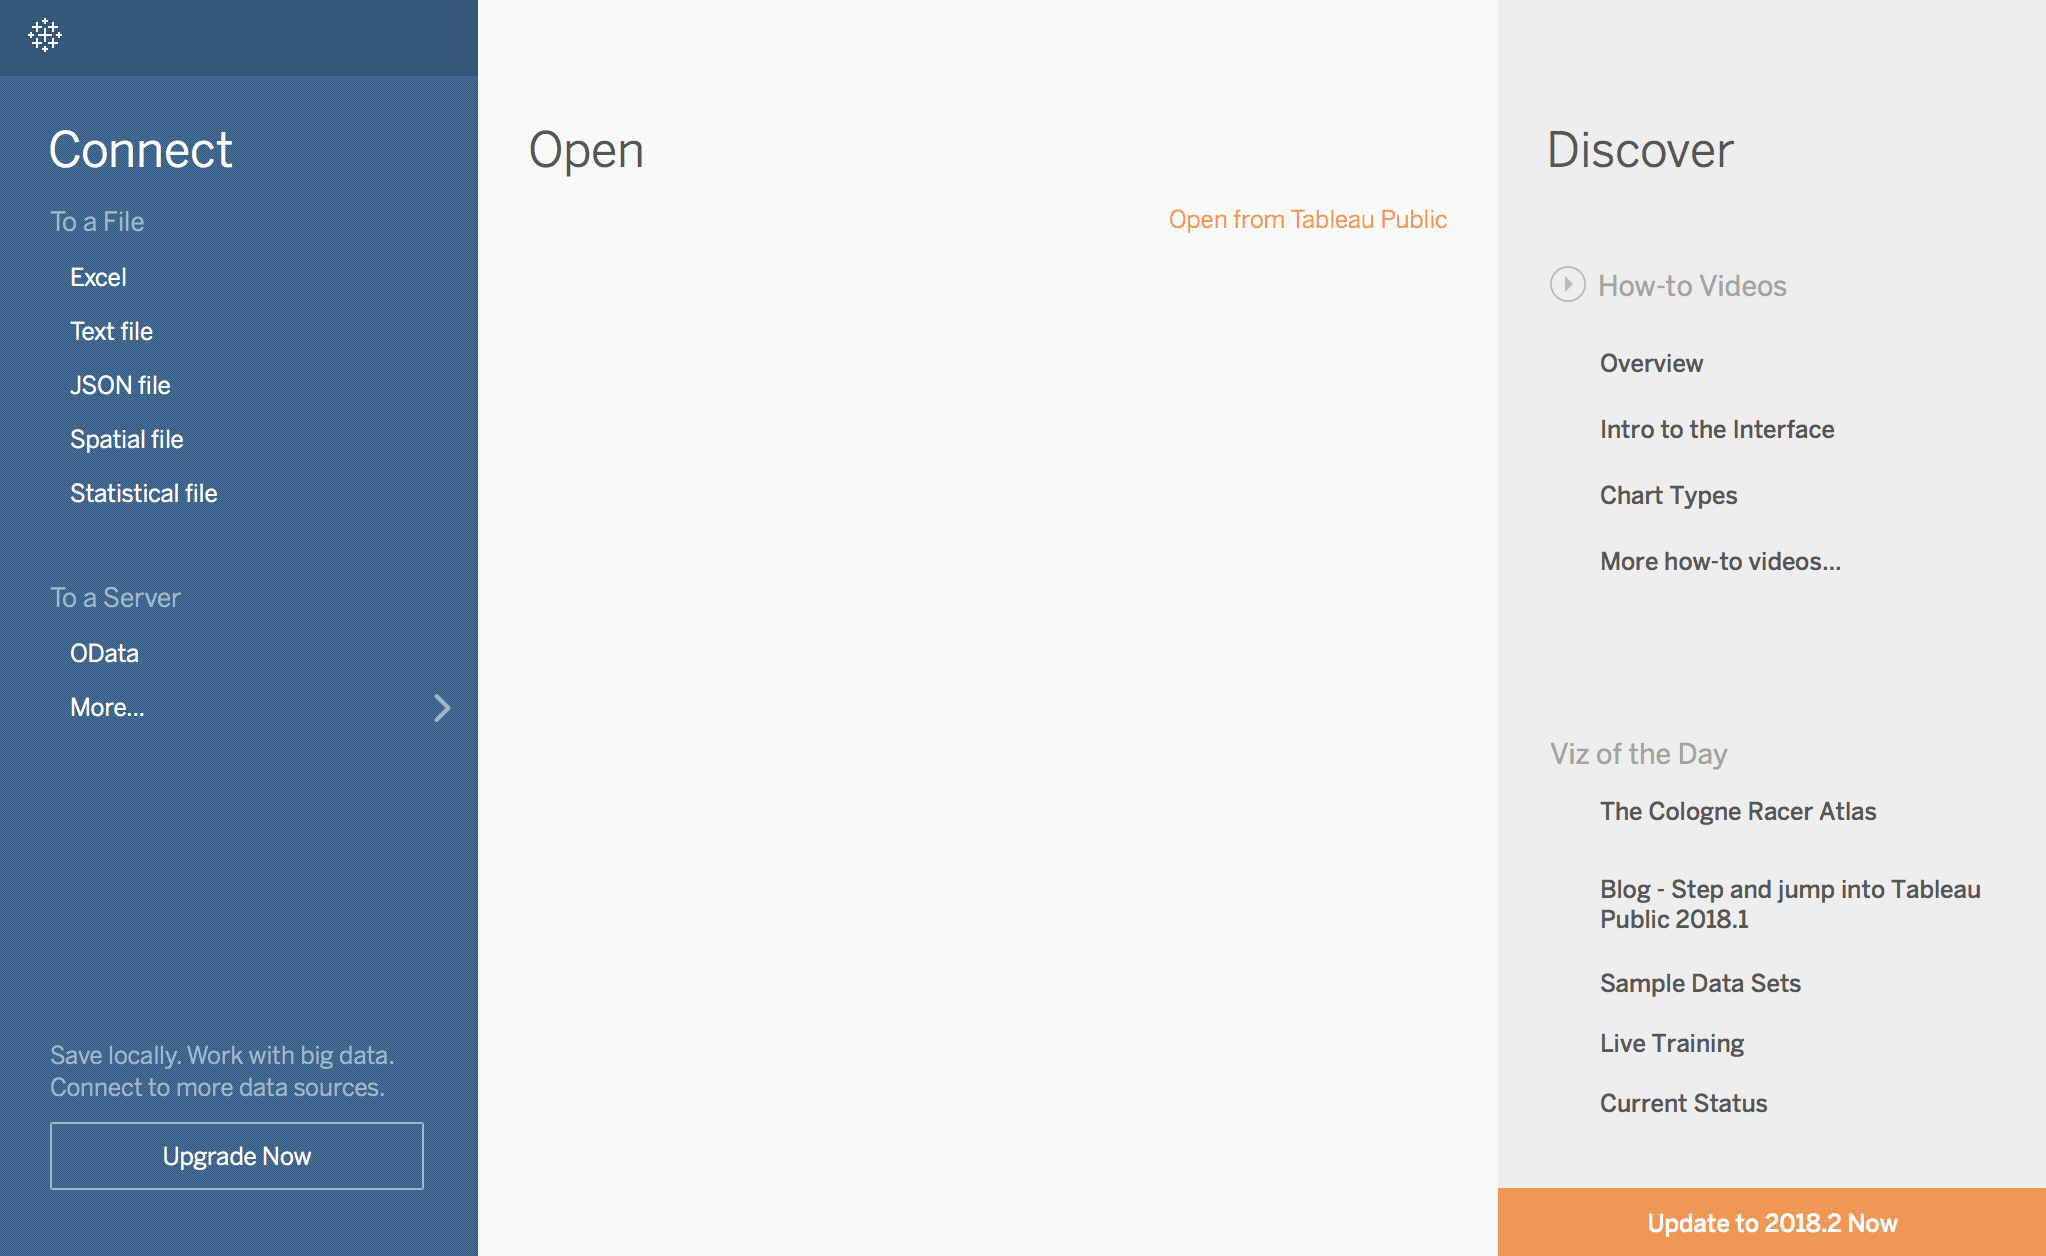 Connect
To a File
Excel
Text file
JSON file
Spatial file
Statistical file
To a Server
OData
More...
Save locally. Work with big data.
Connect to more data sources.
Upgrade Now
Open
Open from Tableau Public
Discover
How-to Videos
Overview
Intro to the Interface
Chart Types
More how-to videos...
Viz of the Day
The Cologne Racer Atlas
Blog - Step and jump into Tableau
Public 2018.1
Sample Data Sets
Live Training
Current Status
Update to 2018.2 Now